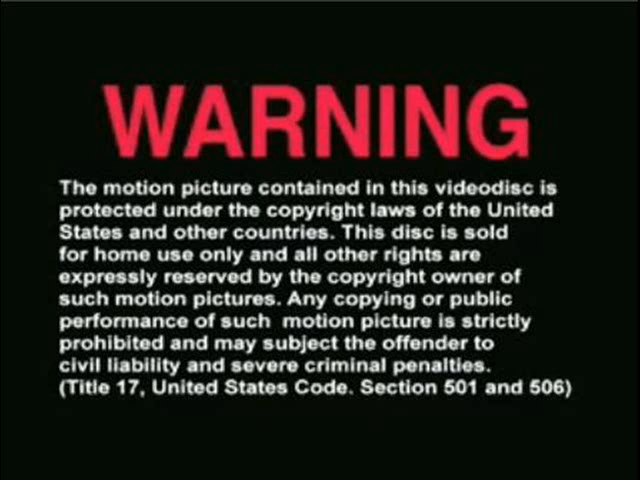 WARNING
The motion picture contained in this videodisc is
protected under the copyright laws of the United
States and other countries. This disc is sold
for home use only and all other rights are
expressly reserved by the copyright owner of
such motion pictures. Any copying or public
performance of such motion picture is strictly
prohibited and may subject the offender to
civil liability and severe criminal penalties.
(Title 17, United States Code. Section 501 and 506)